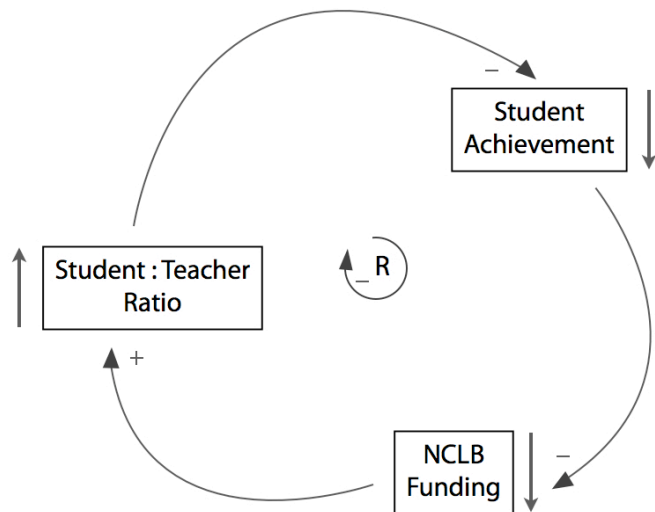 −
Student
Achievement
Student : Teacher
Ratio
− R
+
NCLB
Funding
−